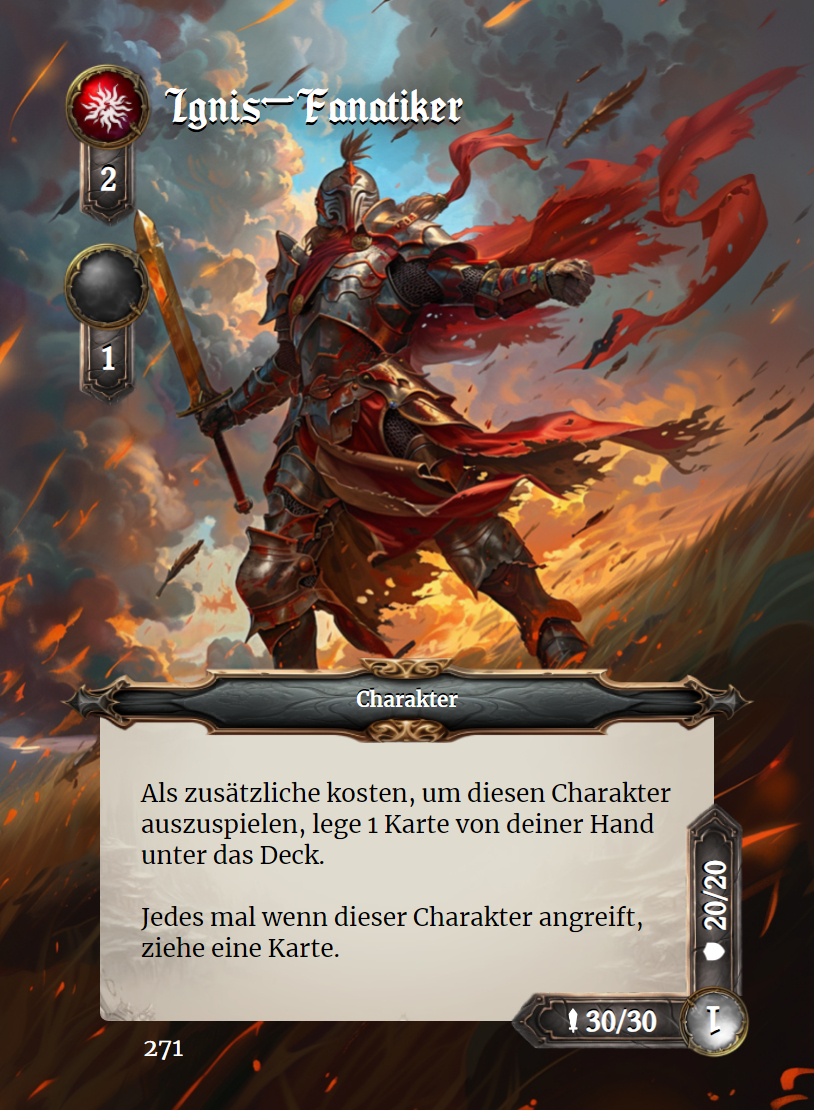 Ignis-Fanatiker
2
1
Charakter
Als zusätzliche kosten, um diesen Charakter
auszuspielen, lege 1 Karte von deiner Hand
unter das Deck.
Jedes mal wenn dieser Charakter angreift,
ziehe eine Karte.
20/20
30/30
1
271